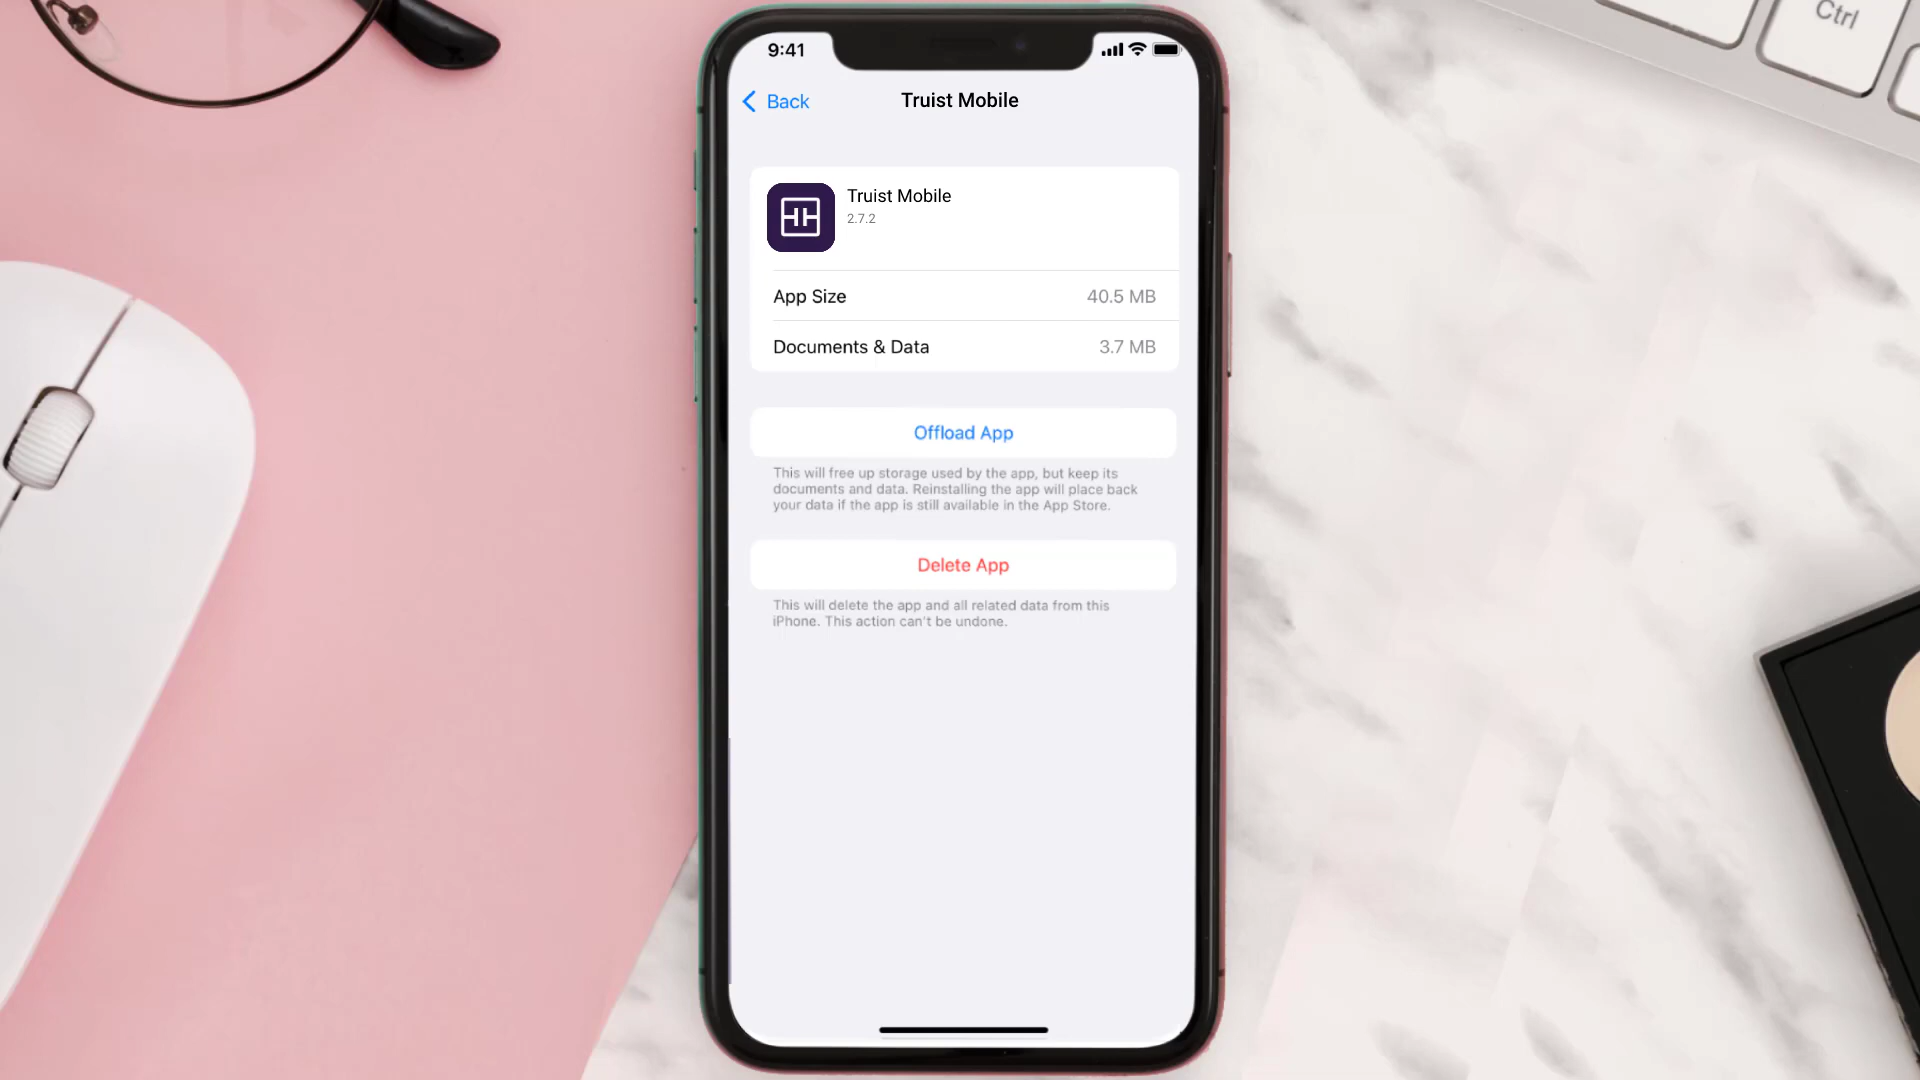 Ctrl
9:41
Back
Truist Mobile
Truist Mobile
2.7.2
App Size
40.5 MB
Documents & Data
3.7 MB
Offload App
This will free up storage used by the app, but keep its
documents and data. Reinstalling the app will place back
your data if the app is still available in the App Store.
Delete App
This will delete the app and all related data from this
iPhone. This action can't be undone.